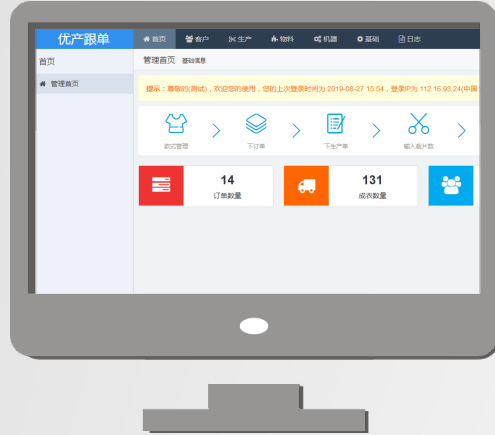 优产跟单 首页 客户 生产 物料 机器 基础 日志
首页 管理首页 基础信息
管理首页
提示：尊敬的(测试)，欢迎您的使用，您的上次登录时间为 2019-08-27 15:54，登录IP为 112.16.93.24(中国
款式管理 下订单 下生产单 输入裁片数
14 131
订单数量 成衣数量